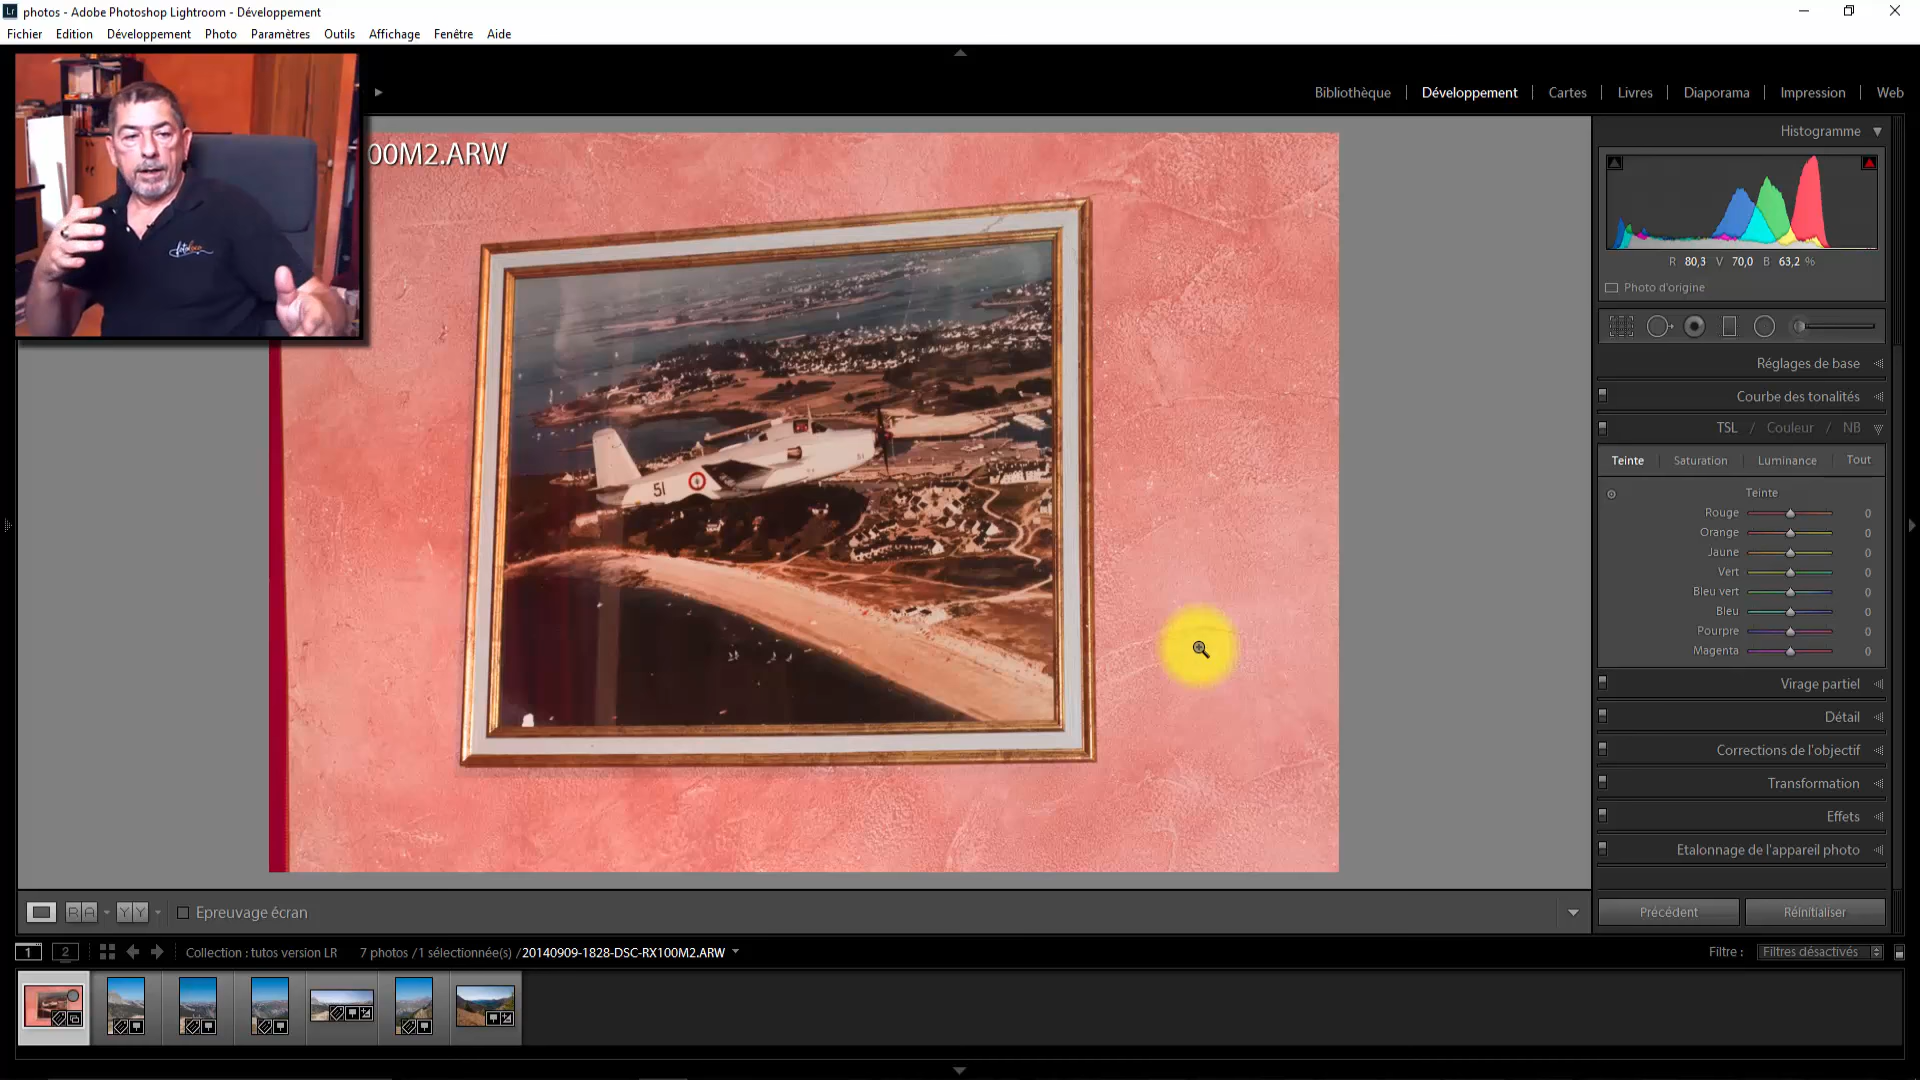 Lr photos - Adobe Photoshop Lightroom - Développement
Fichier Edition Développement Photo Paramètres Outils Affichage Fenêtre Aide
Bibliothèque | Développement | Cartes | Livres | Diaporama | Impression | Web
Histogramme
00M2.ARW
R 80,3 V 70,0 B 63,2 %
Photo d'origine
Réglages de base
Courbe des tonalités
TSL / Couleur / NB
Teinte Saturation Luminance Tout
Teinte
Rouge 0
Orange 0
Jaune 0
Vert 0
Bleu vert 0
Bleu 0
Pourpre 0
Magenta 0
51
51
Virage partiel
Détail
Corrections de l'objectif
Transformation
Effets
Etalonnage de l'appareil photo
R A Y Y Epreuvage écran
Précédent Réinitialiser
1 2 Collection : tutos version LR 7 photos /1 sélectionnée(s) /20140909-1828-DSC-RX100M2.ARW
Filtre : Filtres désactivés